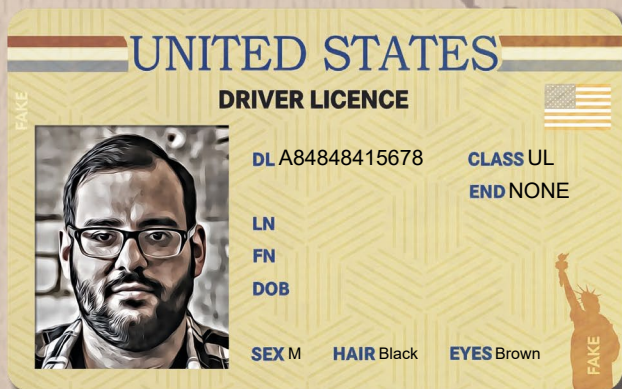 UNITED STATES
DRIVER LICENCE
FAKE
DL A84848415678 CLASS UL
END NONE
LN
FN
DOB
SEX M HAIR Black EYES Brown
FAKE